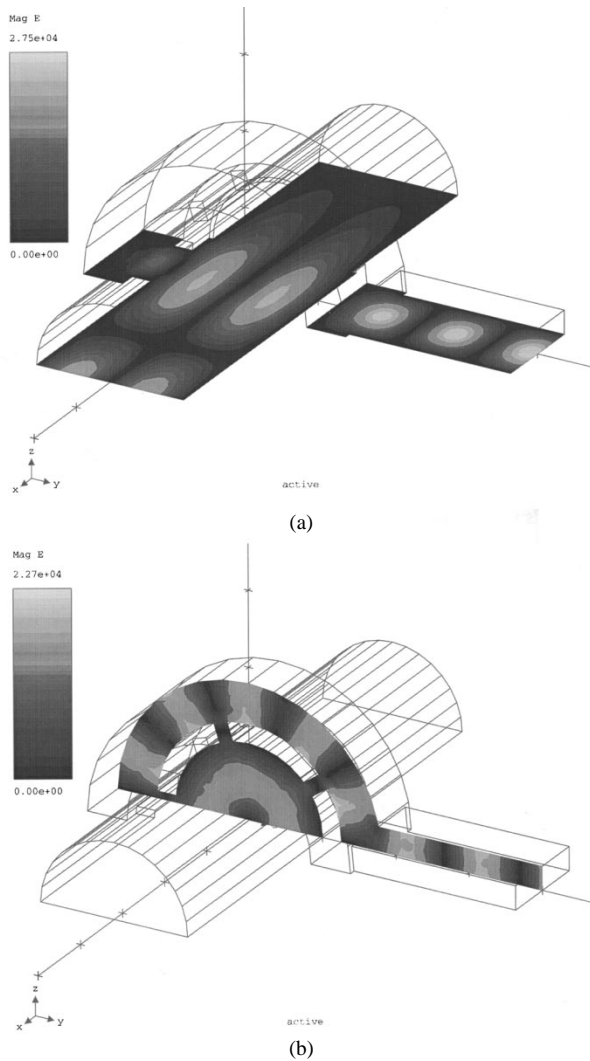 Mag E
2.75e+04
0.00e+00
z
x
y
active
(a)
Mag E
2.27e+04
0.00e+00
z
x
y
active
(b)